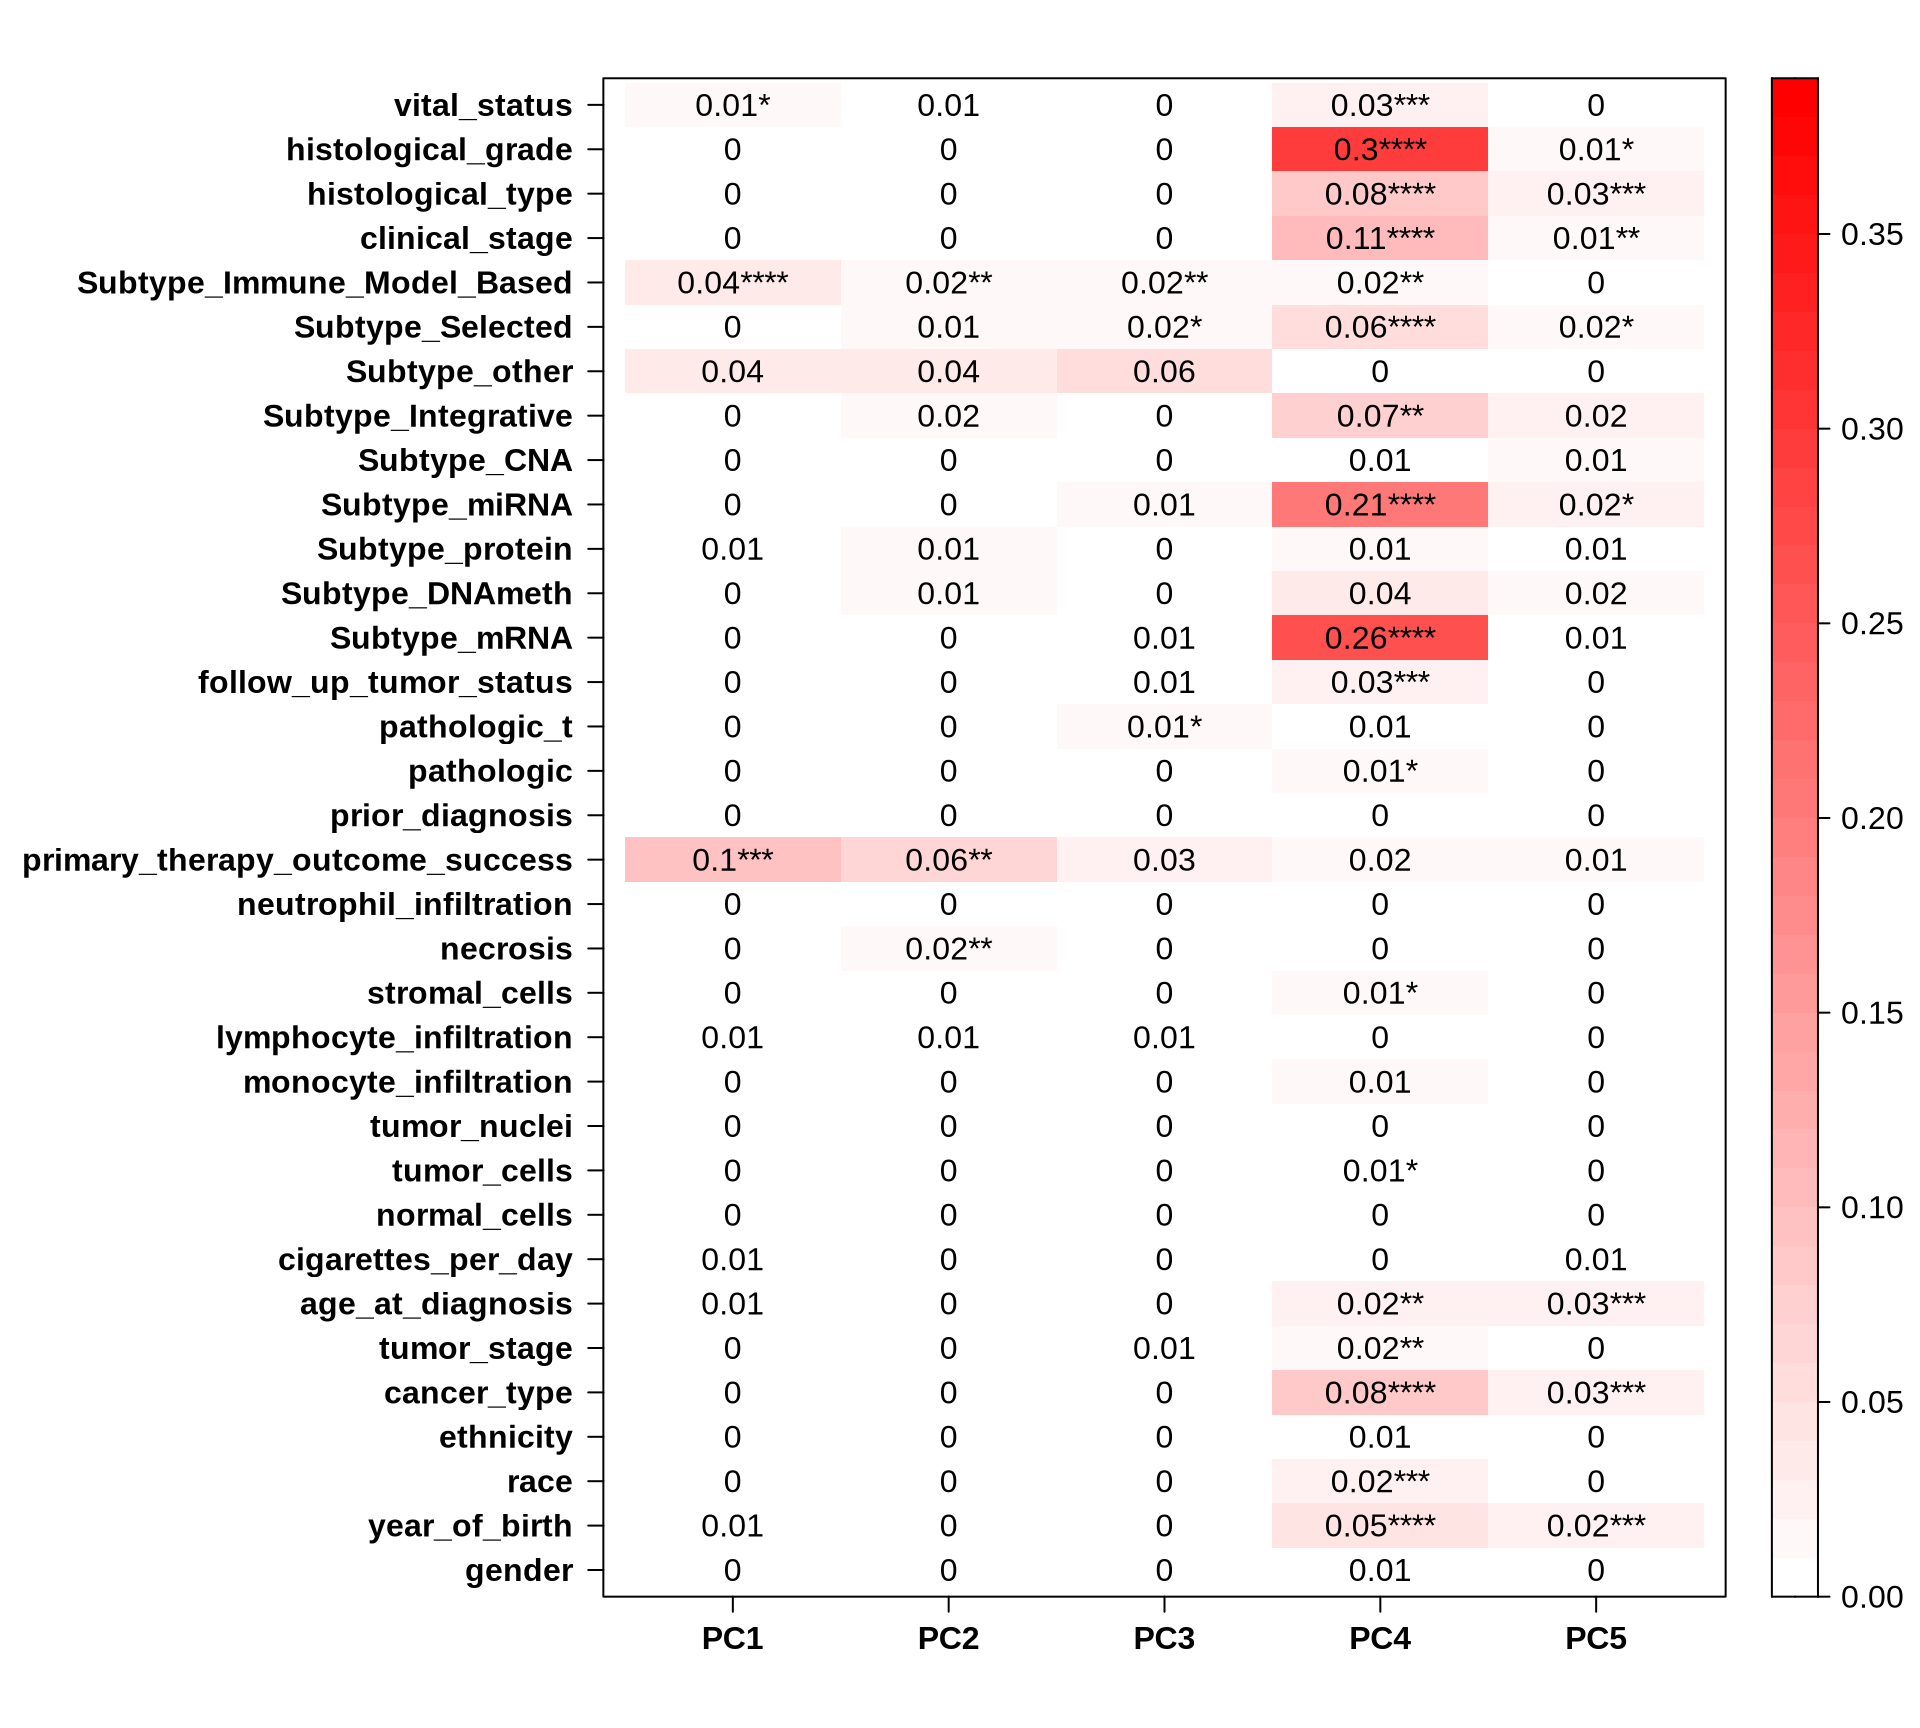 vital_status 0.01* 0.01 0 0.03*** 0
histological_grade 0 0 0 0.3**** 0.01*
histological_type 0 0 0 0.08**** 0.03***
clinical_stage 0 0 0 0.11**** 0.01**
Subtype_Immune_Model_Based 0.04**** 0.02** 0.02** 0.02** 0
Subtype_Selected 0 0.01 0.02* 0.06**** 0.02*
Subtype_other 0.04 0.04 0.06 0 0
Subtype_Integrative 0 0.02 0 0.07** 0.02
Subtype_CNA 0 0 0 0.01 0.01
Subtype_miRNA 0 0 0.01 0.21**** 0.02*
Subtype_protein 0.01 0.01 0 0.01 0.01
Subtype_DNAmeth 0 0.01 0 0.04 0.02
Subtype_mRNA 0 0 0.01 0.26**** 0.01
follow_up_tumor_status 0 0 0.01 0.03*** 0
pathologic_t 0 0 0.01* 0.01 0
pathologic 0 0 0 0.01* 0
prior_diagnosis 0 0 0 0 0
primary_therapy_outcome_success 0.1*** 0.06** 0.03 0.02 0.01
neutrophil_infiltration 0 0 0 0 0
necrosis 0 0.02** 0 0 0
stromal_cells 0 0 0 0.01* 0
lymphocyte_infiltration 0.01 0.01 0.01 0 0
monocyte_infiltration 0 0 0 0.01 0
tumor_nuclei 0 0 0 0 0
tumor_cells 0 0 0 0.01* 0
normal_cells 0 0 0 0 0
cigarettes_per_day 0.01 0 0 0 0.01
age_at_diagnosis 0.01 0 0 0.02** 0.03***
tumor_stage 0 0 0.01 0.02** 0
cancer_type 0 0 0 0.08**** 0.03***
ethnicity 0 0 0 0.01 0
race 0 0 0 0.02*** 0
year_of_birth 0.01 0 0 0.05**** 0.02***
gender 0 0 0 0.01 0
PC1 PC2 PC3 PC4 PC5
0.35
0.30
0.25
0.20
0.15
0.10
0.05
0.00